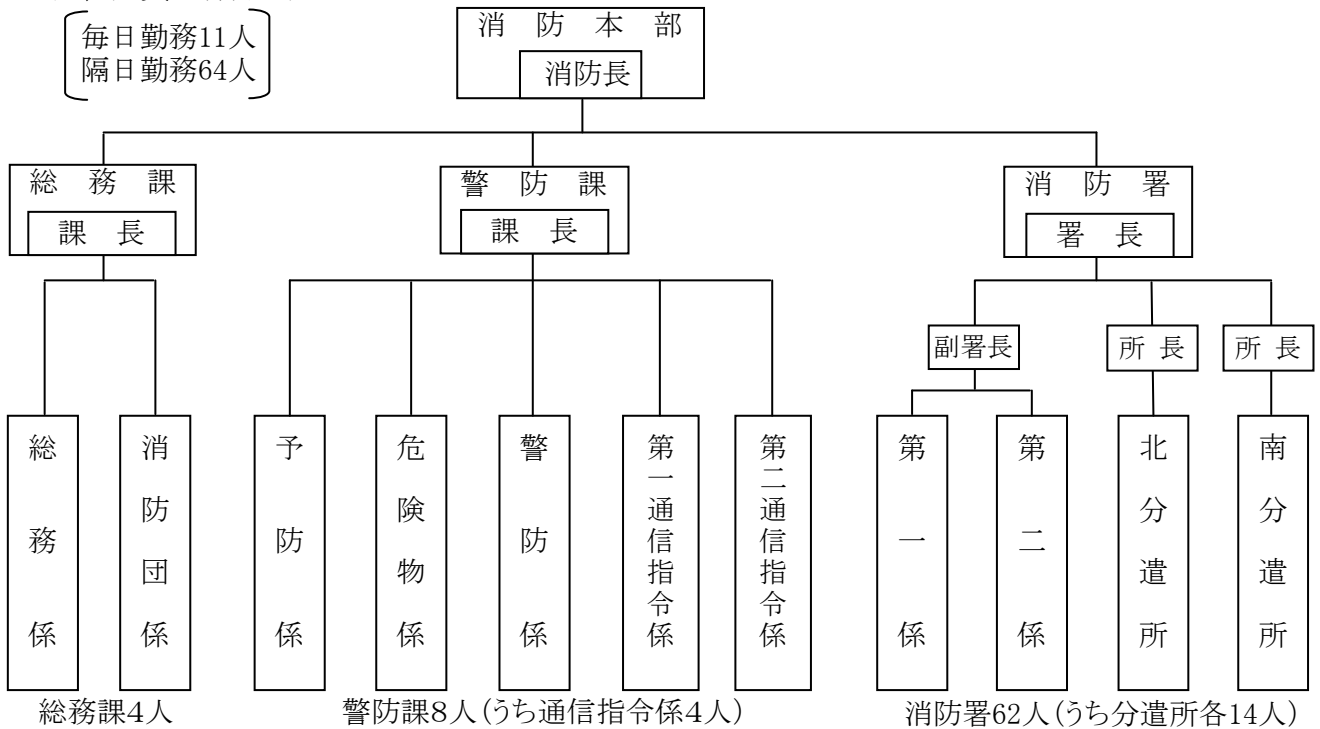 毎日勤務11人
隔日勤務64人
消防本部
消防長
総務課
課長
警防課
課長
消防署
署長
副署長
所長
所長
総務係
消防団係
予防係
危険物係
警防係
第一通信指令係
第二通信指令係
第一係
第二係
北分遣所
南分遣所
総務課4人
警防課8人(うち通信指令係4人)
消防署62人(うち分遣所各14人)